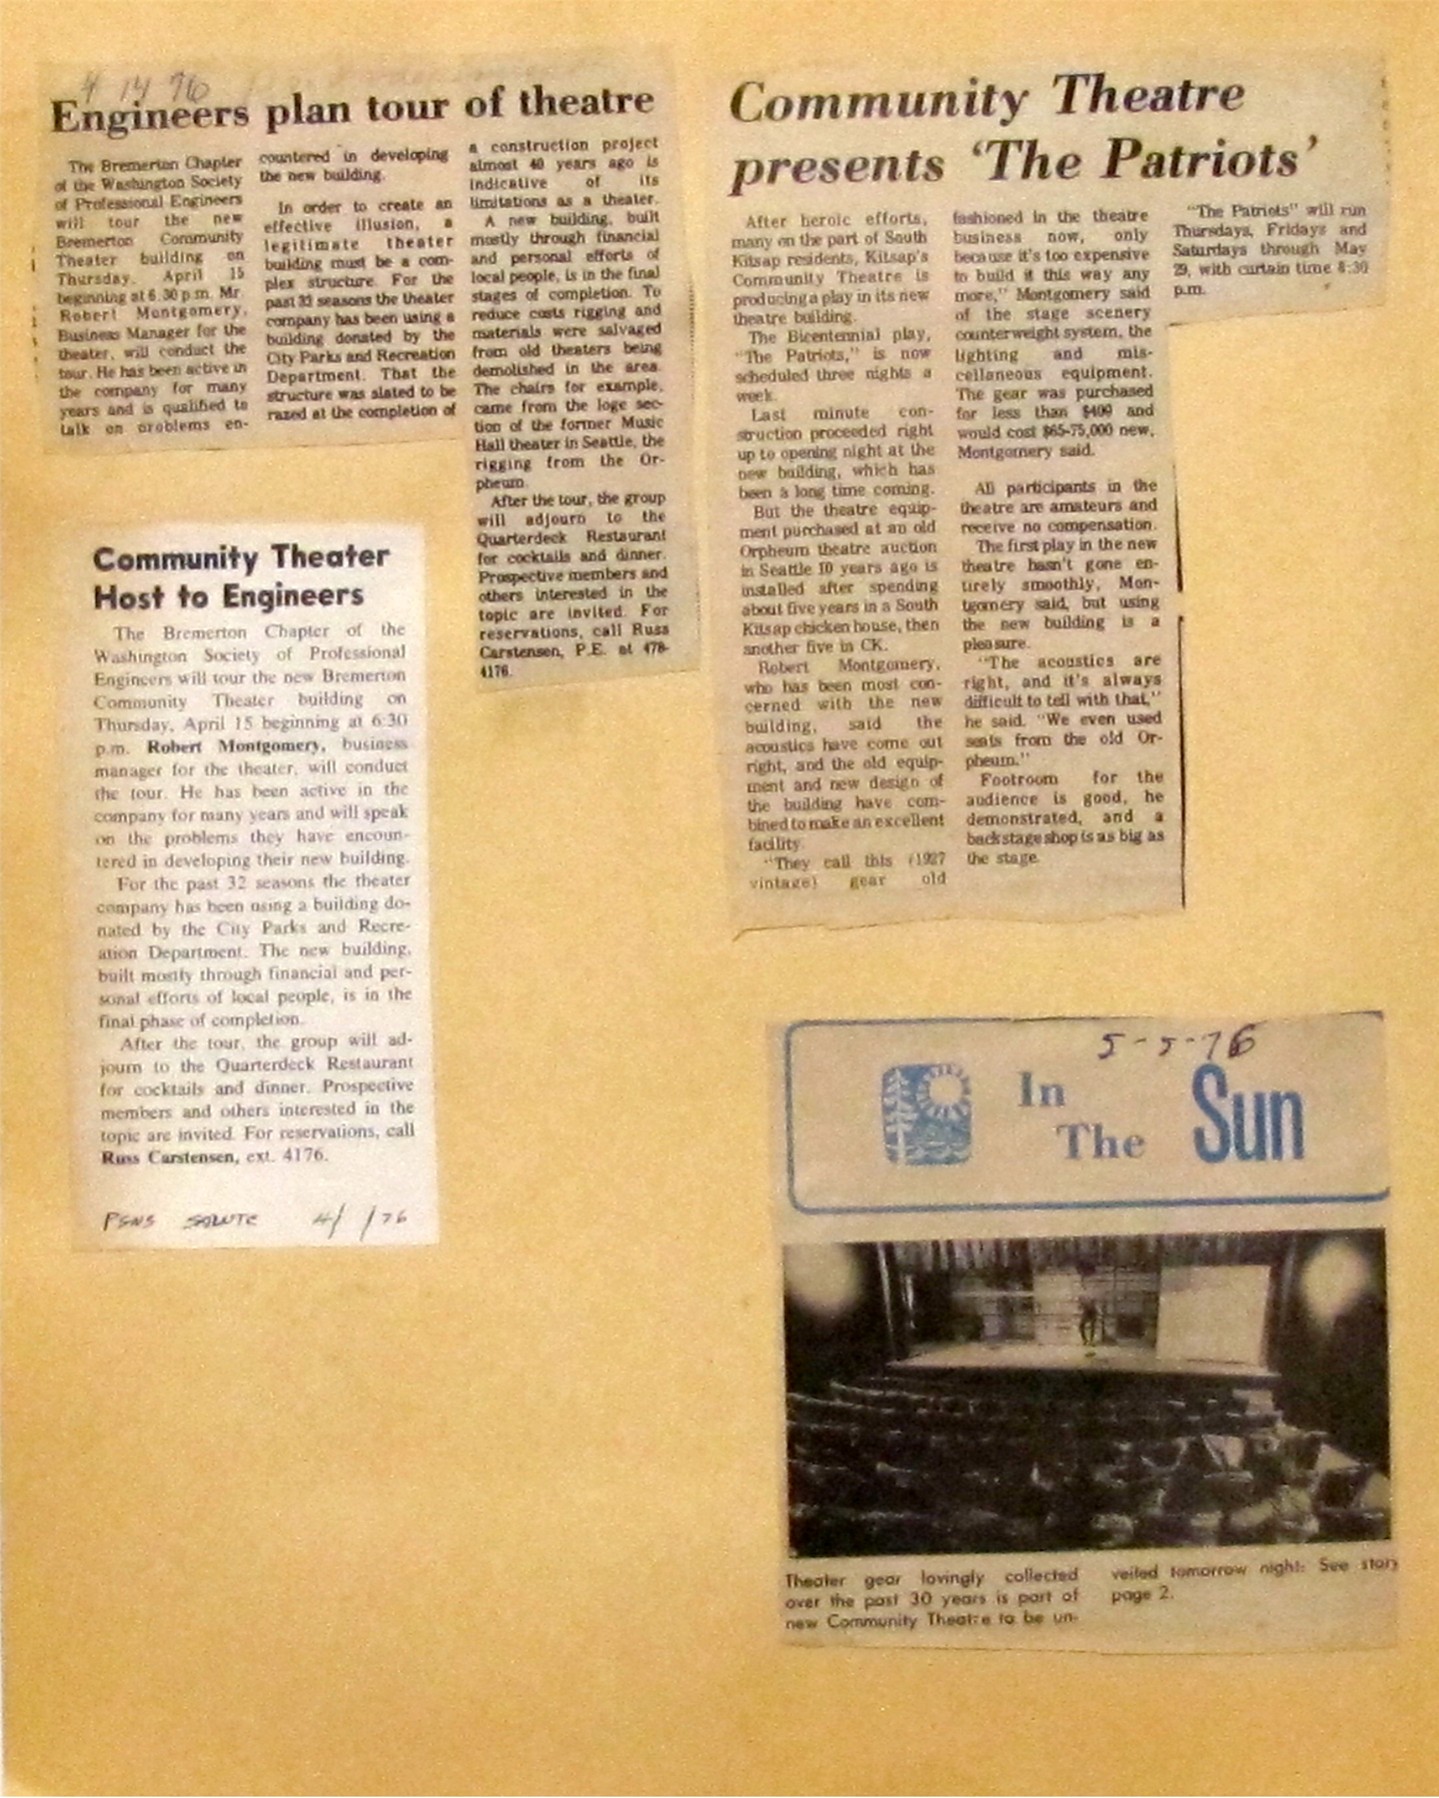 4 14 76
Engineers plan tour of theatre
The Bremerton Chapter
of the Washington Society
of Professional Engineers
will tour the new
Bremerton Community
Theater building on
Thursday, April 15
beginning at 6:30 p.m. Mr.
Robert Montgomery,
Business Manager for the
theater, will conduct the
tour. He has been active in
the company for many
years and is qualified to
talk on problems en-
countered in developing
the new building.
In order to create an
effective illusion, a
legitimate theater
building must be a com-
plex structure. For the
past 32 seasons the theater
company has been using a
building donated by the
City Parks and Recreation
Department. That the
structure was slated to be
razed at the completion of
a construction project
almost 40 years ago is
indicative of its
limitations as a theater.
A new building, built
mostly through financial
and personal efforts of
local people, is in the final
stages of completion. To
reduce costs rigging and
materials were salvaged
from old theaters being
demolished in the area.
The chairs for example,
came from the loge sec-
tion of the former Music
Hall theater in Seattle, the
rigging from the Or-
pheum.
After the tour, the group
will adjourn to the
Quarterdeck Restaurant
for cocktails and dinner.
Prospective members and
others interested in the
topic are invited. For
reservations, call Russ
Carstensen, P.E. at 478-
4176.
Community Theater
Host to Engineers
The Bremerton Chapter of the
Washington Society of Professional
Engineers will tour the new Bremerton
Community Theater building on
Thursday, April 15 beginning at 6:30
p.m. Robert Montgomery, business
manager for the theater, will conduct
the tour. He has been active in the
company for many years and will speak
on the problems they have encoun-
tered in developing their new building.
For the past 32 seasons the theater
company has been using a building do-
nated by the City Parks and Recre-
ation Department. The new building,
built mostly through financial and per-
sonal efforts of local people, is in the
final phase of completion.
After the tour, the group will ad-
journ to the Quarterdeck Restaurant
for cocktails and dinner. Prospective
members and others interested in the
topic are invited. For reservations, call
Russ Carstensen, ext. 4176.
PSNS SALUTE 4/ /76
Community Theatre
presents ‘The Patriots’
After heroic efforts,
many on the part of South
Kitsap residents, Kitsap's
Community Theatre is
producing a play in its new
theatre building.
The Bicentennial play,
"The Patriots," is now
scheduled three nights a
week.
Last minute con-
struction proceeded right
up to opening night at the
new building, which has
been a long time coming.
But the theatre equip-
ment purchased at an old
Orpheum theatre auction
in Seattle 10 years ago is
installed after spending
about five years in a South
Kitsap chicken house, then
another five in CK.
Robert Montgomery,
who has been most con-
cerned with the new
building, said the
acoustics have come out
right, and the old equip-
ment and new design of
the building have com-
bined to make an excellent
facility.
"They call this (1927
vintage) gear old
fashioned in the theatre
business now, only
because it's too expensive
to build it this way any
more," Montgomery said
of the stage scenery
counterweight system, the
lighting and mis-
cellaneous equipment.
The gear was purchased
for less than $400 and
would cost $65-75,000 new,
Montgomery said.
All participants in the
theatre are amateurs and
receive no compensation.
The first play in the new
theatre hasn't gone en-
tirely smoothly, Mon-
tgomery said, but using
the new building is a
pleasure.
"The acoustics are
right, and it's always
difficult to tell with that,"
he said. "We even used
seats from the old Or-
pheum."
Footroom for the
audience is good, he
demonstrated, and a
backstage shop is as big as
the stage.
"The Patriots" will run
Thursdays, Fridays and
Saturdays through May
29, with curtain time 8:30
p.m.
5-5-76
In
The Sun
Theater gear lovingly collected
over the past 30 years is part of
new Community Theatre to be un-
veiled tomorrow night: See story
page 2.